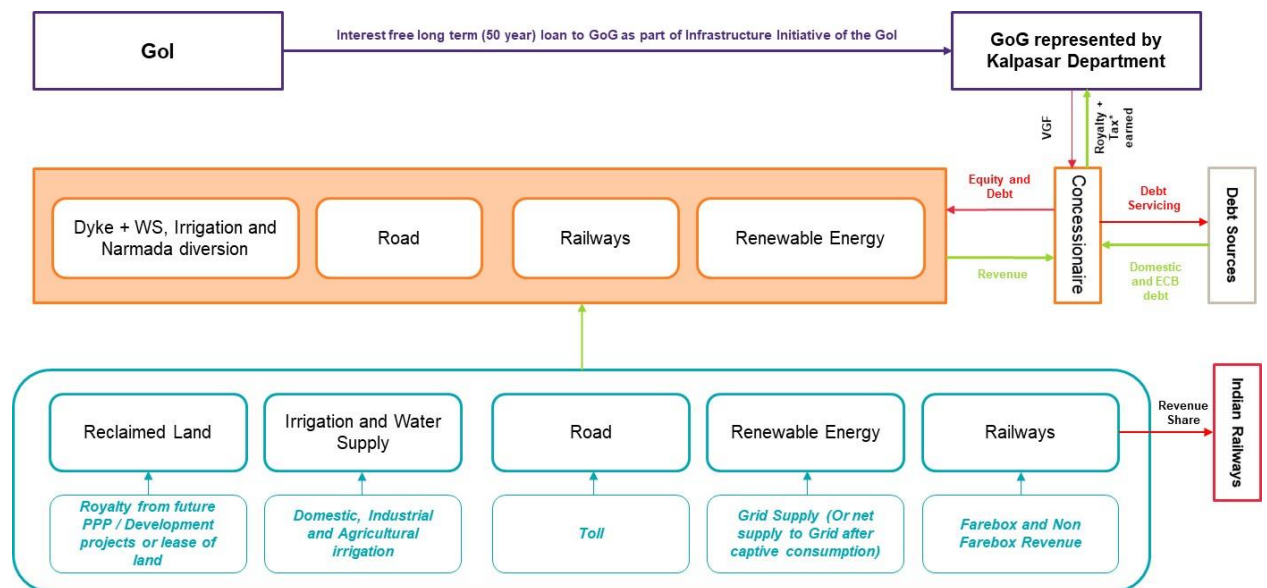 GoI
Interest free long term (50 year) loan to GoG as part of Infrastructure Initiative of the GoI
GoG represented by
Kalpasar Department
VGF
Royalty +
Tax*
earned
Dyke + WS, Irrigation and
Narmada diversion
Road
Railways
Renewable Energy
Equity and
Debt
Revenue
Concessionaire
Debt
Servicing
Domestic
and ECB
debt
Debt Sources
Reclaimed Land
Irrigation and Water
Supply
Road
Renewable Energy
Railways
Revenue
Share
Indian Railways
Royalty from future
PPP / Development
projects or lease of
land
Domestic, Industrial
and Agricultural
irrigation
Toll
Grid Supply (Or net
supply to Grid after
captive consumption)
Farebox and Non
Farebox Revenue